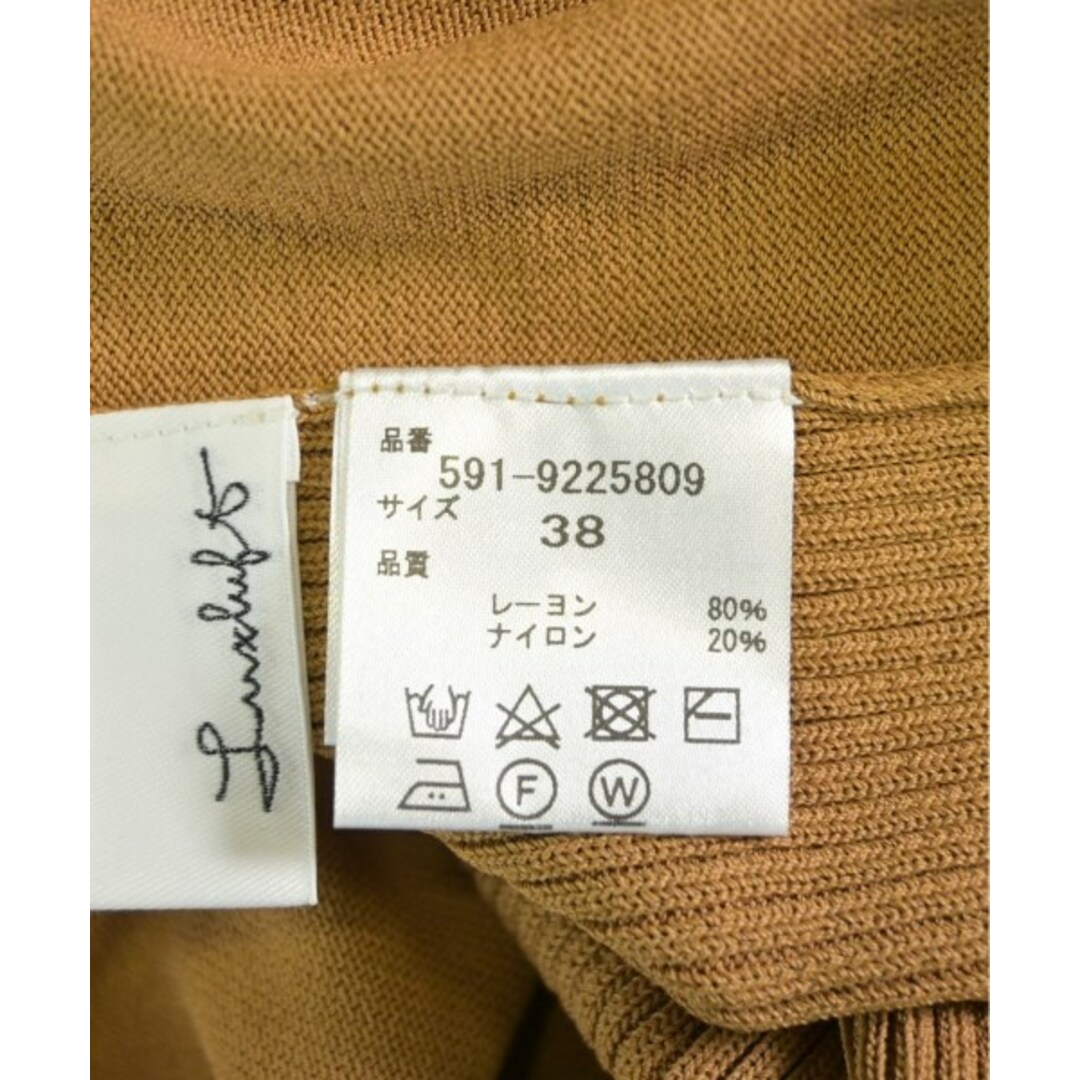 Luxluft
品番
591-9225809
サイズ
38
品質
レーヨン 80%
ナイロン 20%
F W